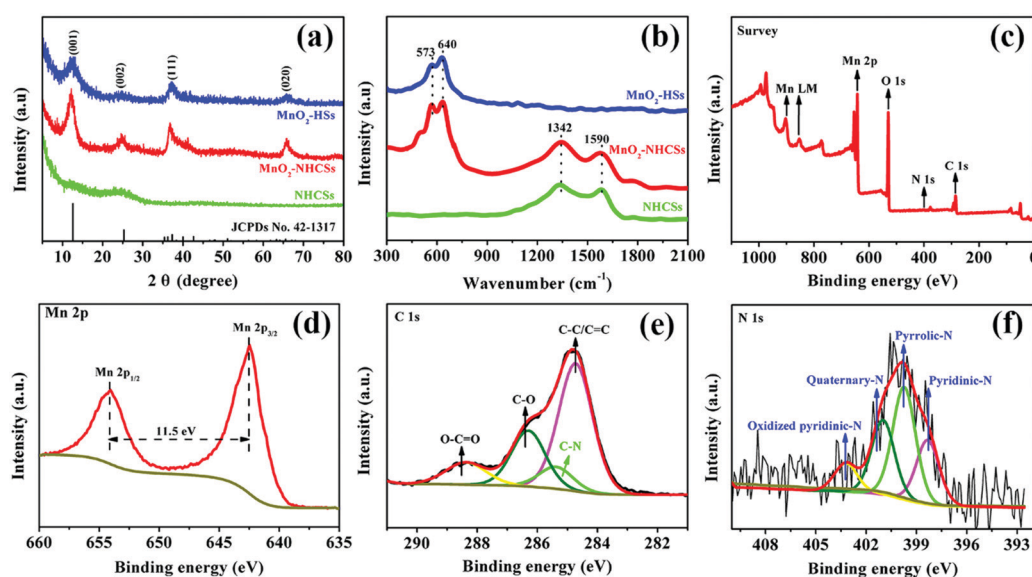 (a)
(001)
(002)
(111)
(020)
MnO2-HSs
MnO2-NHCSs
NHCSs
JCPDs No. 42-1317
Intensity (a.u)
10 20 30 40 50 60 70 80
2 θ (degree)
(b)
573 640
MnO2-HSs
1342 1590
MnO2-NHCSs
NHCSs
Intensity (a.u)
300 600 900 1200 1500 1800 2100
Wavenumber (cm-1)
Survey
(c)
Mn 2p
Mn LM
O 1s
N 1s
C 1s
Intensity (a.u.)
1000 800 600 400 200 0
Binding energy (eV)
Mn 2p
(d)
Mn 2p3/2
Mn 2p1/2
11.5 eV
Intensity (a.u.)
660 655 650 645 640 635
Binding energy (eV)
C 1s
(e)
C-C/C=C
C-O
O-C=O
C-N
Intensity (a.u.)
290 288 286 284 282
Binding energy (eV)
N 1s
(f)
Pyrrolic-N
Quaternary-N
Pyridinic-N
Oxidized pyridinic-N
Intensity (a.u.)
408 405 402 399 396 393
Binding energy (eV)